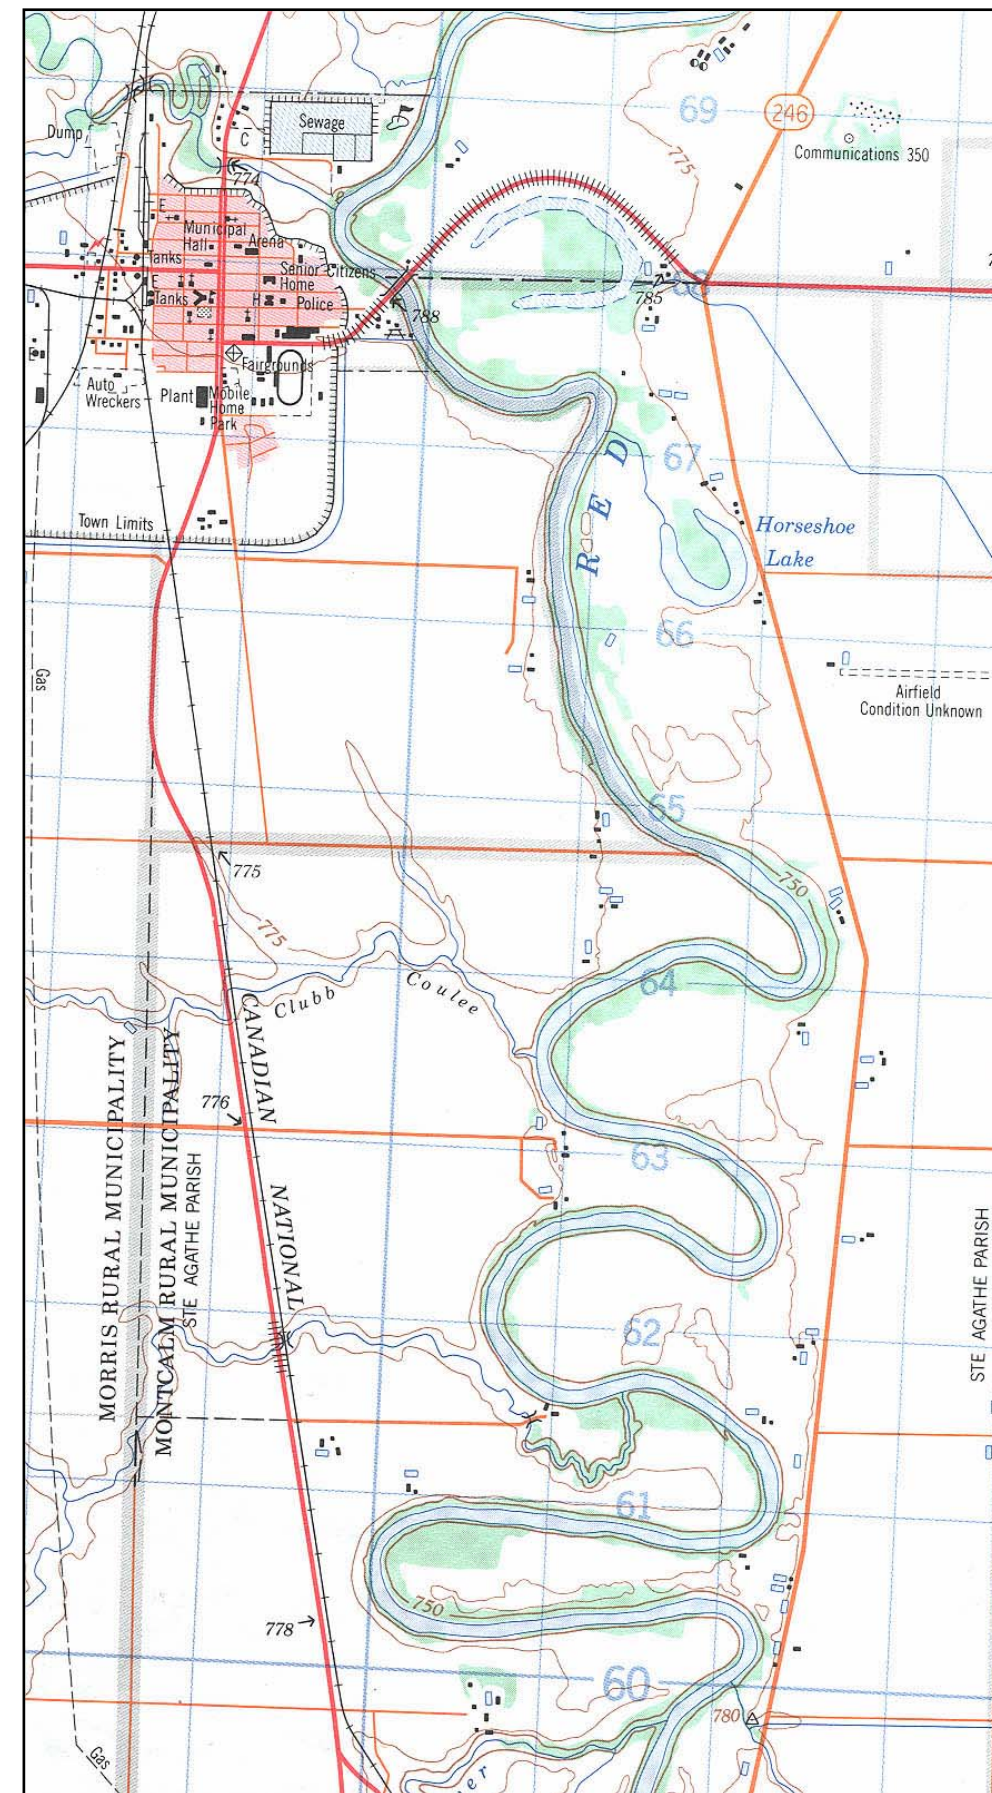 69
246
Sewage
Dump
C
Communications 350
774
775
E
Municipal
Hall
Arena
Tanks
Senior Citizens
Home
E
Tanks
H
Police
785
68
788
Fairgrounds
Auto
Wreckers
Plant
Mobile
Home
Park
67
RED
Town Limits
Horseshoe
Lake
66
Gas
Airfield
Condition Unknown
65
775
750
775
64
Clubb Coulee
CANADIAN NATIONAL
776
63
MORRIS RURAL MUNICIPALITY
MONTCALM RURAL MUNICIPALITY
STE AGATHE PARISH
STE AGATHE PARISH
62
61
750
778
60
780
Gas
er